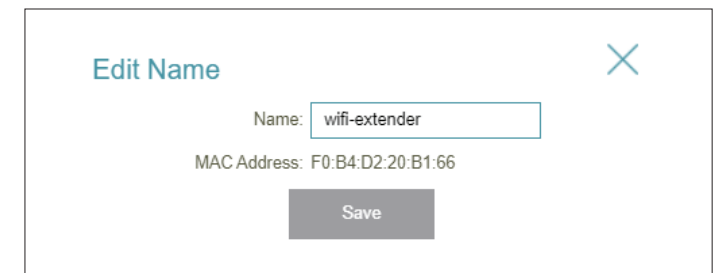 Edit Name
Name: wifi-extender
MAC Address: F0:B4:D2:20:B1:66
Save